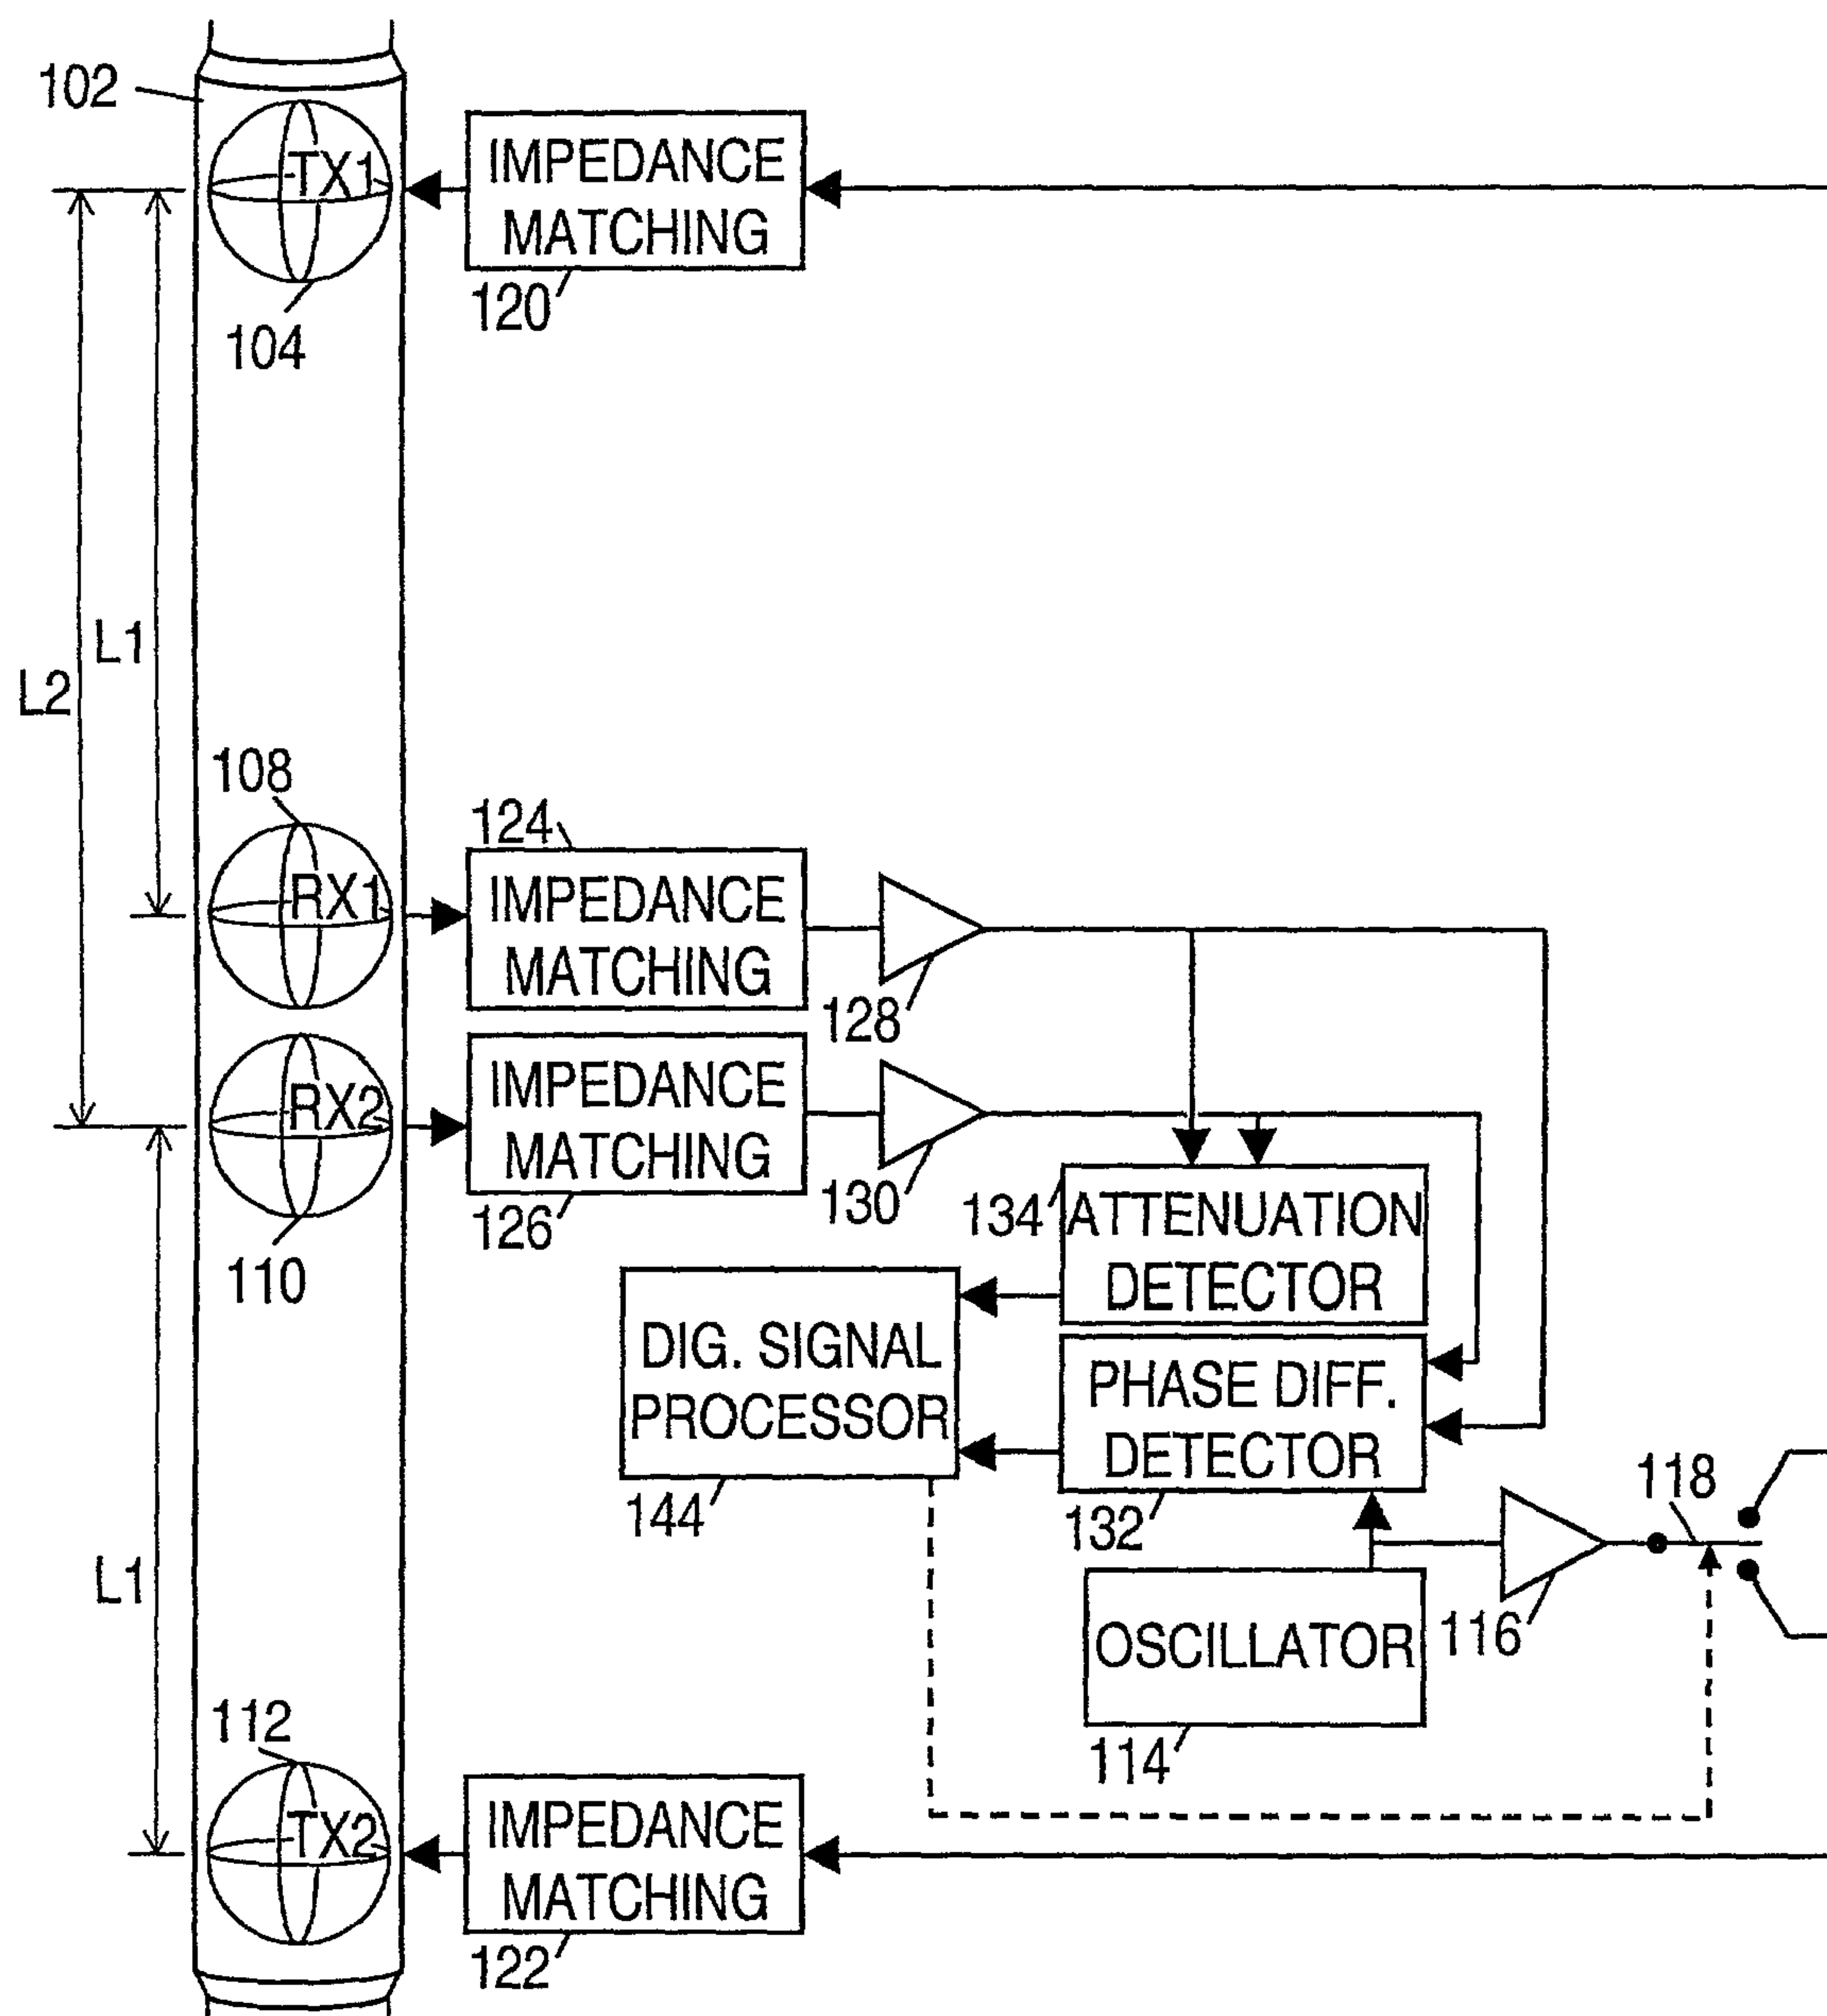 102
TX1
IMPEDANCE
MATCHING
120
104
L1
L2
108
124
RX1
IMPEDANCE
MATCHING
128
RX2
IMPEDANCE
MATCHING
126
130
110
134
ATTENUATION
DETECTOR
DIG. SIGNAL
PROCESSOR
144
PHASE DIFF.
DETECTOR
132
118
116
OSCILLATOR
114
L1
112
TX2
IMPEDANCE
MATCHING
122